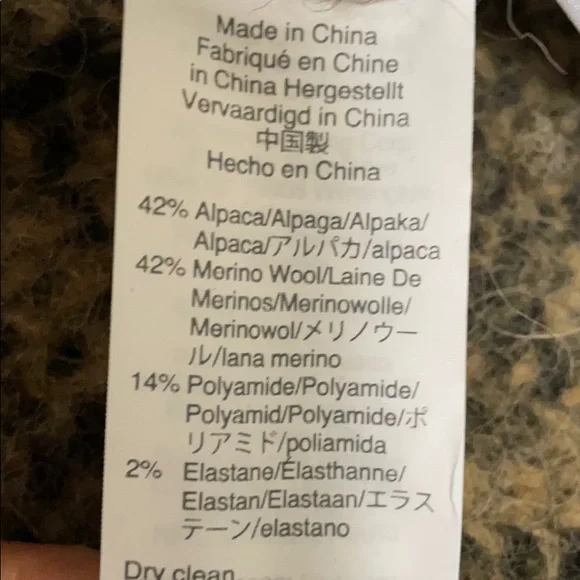 Made in China
Fabriqué en Chine
in China Hergestellt
Vervaardigd in China
中国製
Hecho en China
42% Alpaca/Alpaga/Alpaka/
Alpaca/アルパカ/alpaca
42% Merino Wool/Laine De
Merinos/Merinowolle/
Merinowol/メリノウー
ル/lana merino
14% Polyamide/Polyamide/
Polyamid/Polyamide/ポ
リアミド/poliamida
2% Elastane/Élasthanne/
Elastan/Elastaan/エラス
テーン/elastano
Dry clean